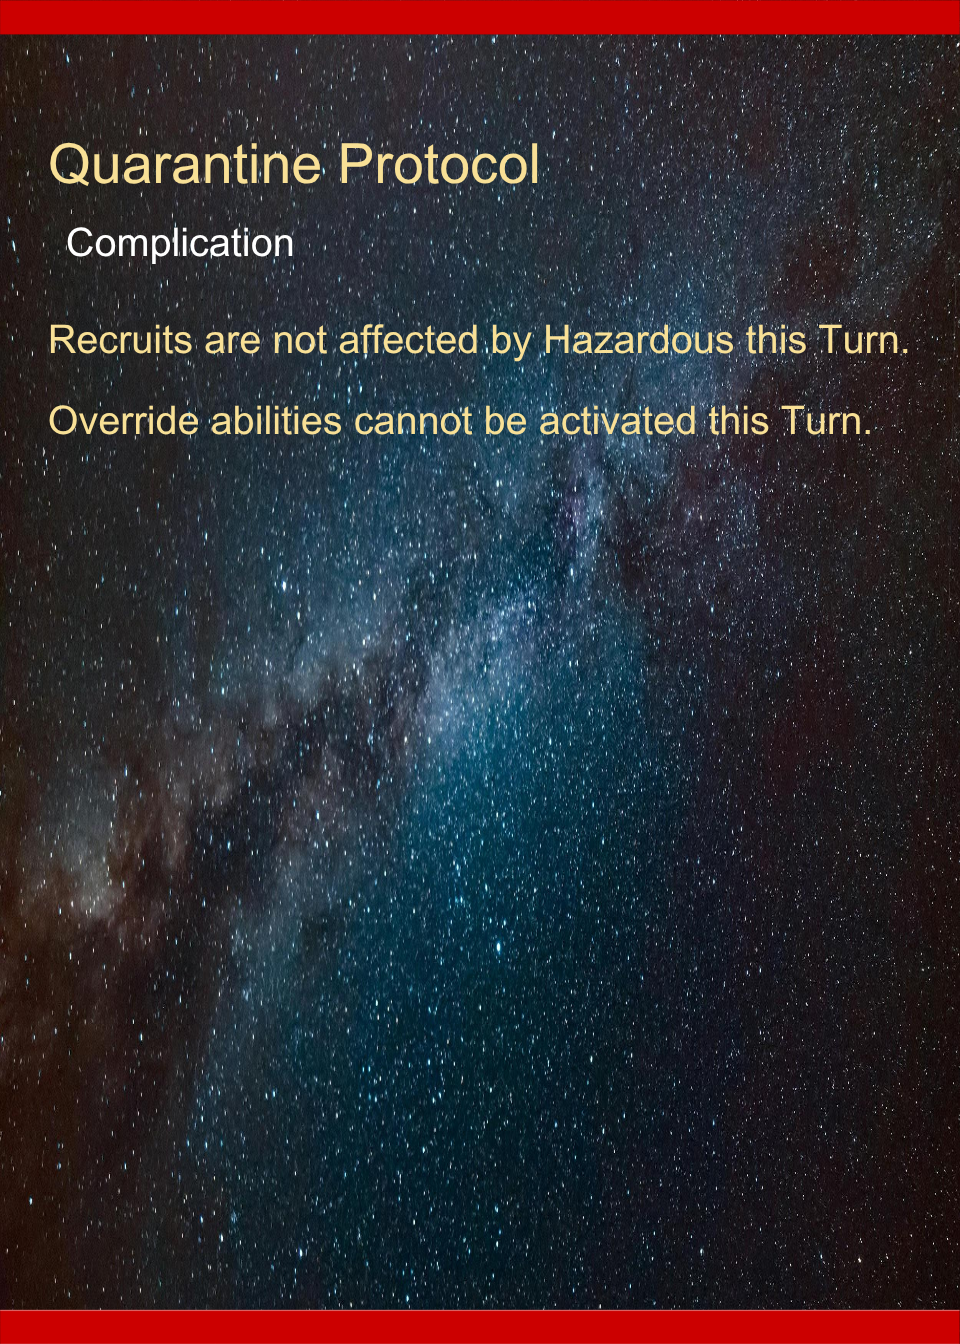 Quarantine Protocol
Complication
Recruits are not affected by Hazardous this Turn.
Override abilities cannot be activated this Turn.